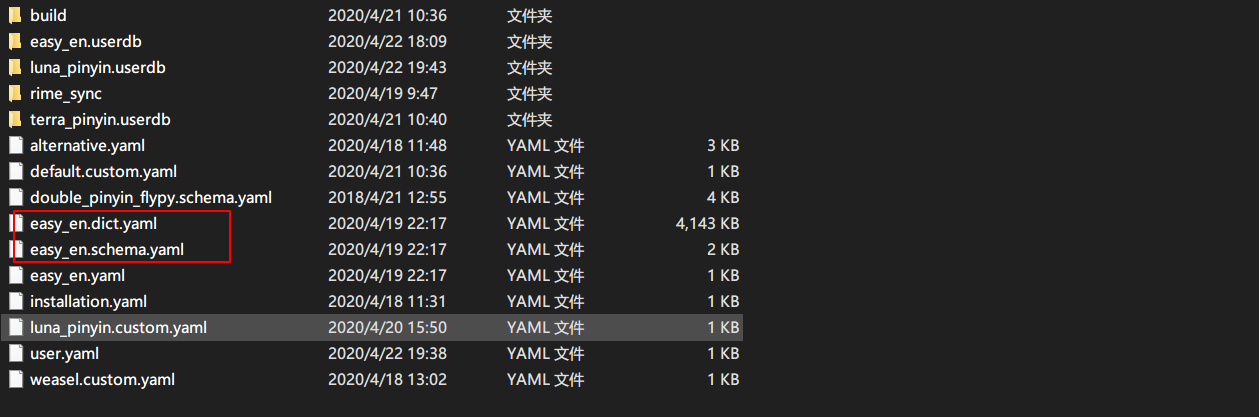 build 2020/4/21 10:36 文件夹
easy_en.userdb 2020/4/22 18:09 文件夹
luna_pinyin.userdb 2020/4/22 19:43 文件夹
rime_sync 2020/4/19 9:47 文件夹
terra_pinyin.userdb 2020/4/21 10:40 文件夹
alternative.yaml 2020/4/18 11:48 YAML 文件 3 KB
default.custom.yaml 2020/4/21 10:36 YAML 文件 1 KB
double_pinyin_flypy.schema.yaml 2018/4/21 12:55 YAML 文件 4 KB
easy_en.dict.yaml 2020/4/19 22:17 YAML 文件 4,143 KB
easy_en.schema.yaml 2020/4/19 22:17 YAML 文件 2 KB
easy_en.yaml 2020/4/19 22:17 YAML 文件 1 KB
installation.yaml 2020/4/18 11:31 YAML 文件 1 KB
luna_pinyin.custom.yaml 2020/4/20 15:50 YAML 文件 1 KB
user.yaml 2020/4/22 19:38 YAML 文件 1 KB
weasel.custom.yaml 2020/4/18 13:02 YAML 文件 1 KB